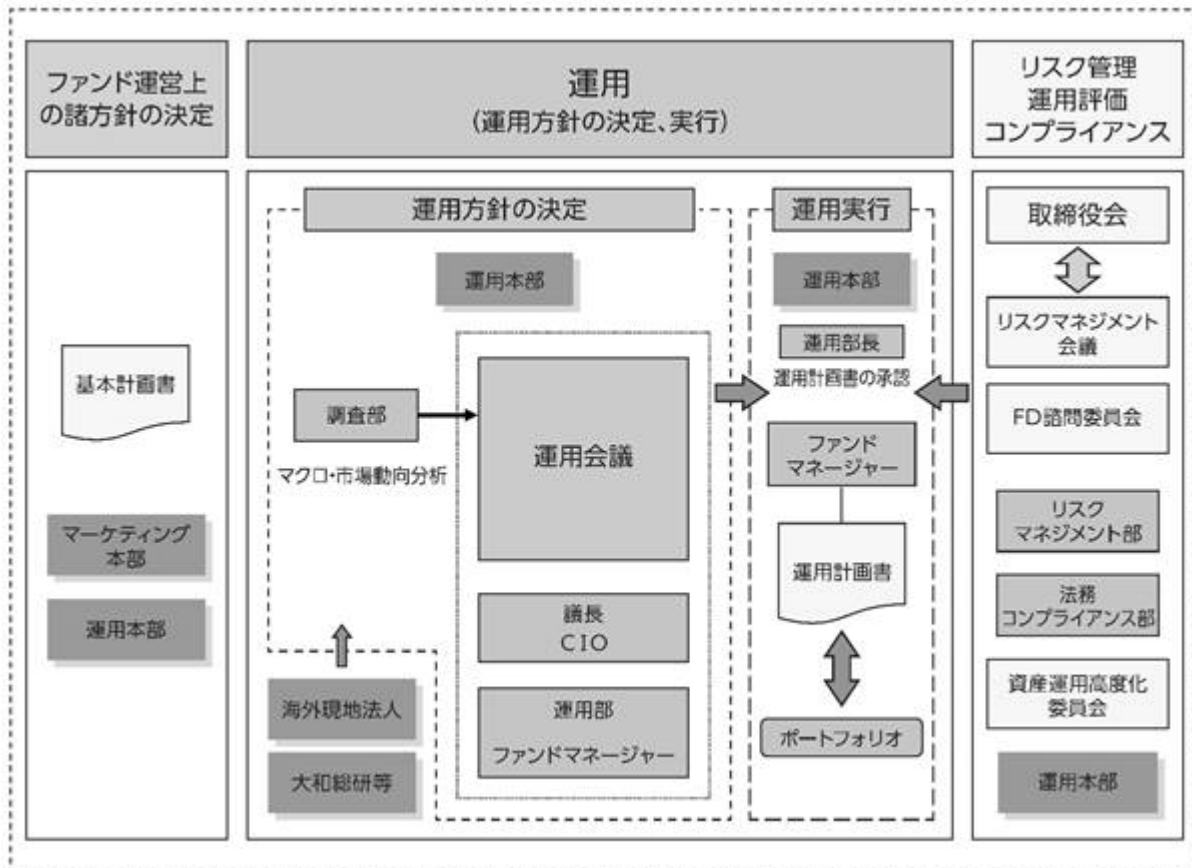 ファンド運営上
の諸方針の決定
基本計画書
マーケティング
本部
運用本部
運用
(運用方針の決定、実行)
運用方針の決定
運用本部
調査部
マクロ・市場動向分析
運用会議
議長
CIO
運用部
ファンドマネージャー
海外現地法人
大和総研等
運用実行
運用本部
運用部長
運用計画書の承認
ファンド
マネージャー
運用計画書
ポートフォリオ
リスク管理
運用評価
コンプライアンス
取締役会
リスクマネジメント
会議
FD諮問委員会
リスク
マネジメント部
法務
コンプライアンス部
資産運用高度化
委員会
運用本部